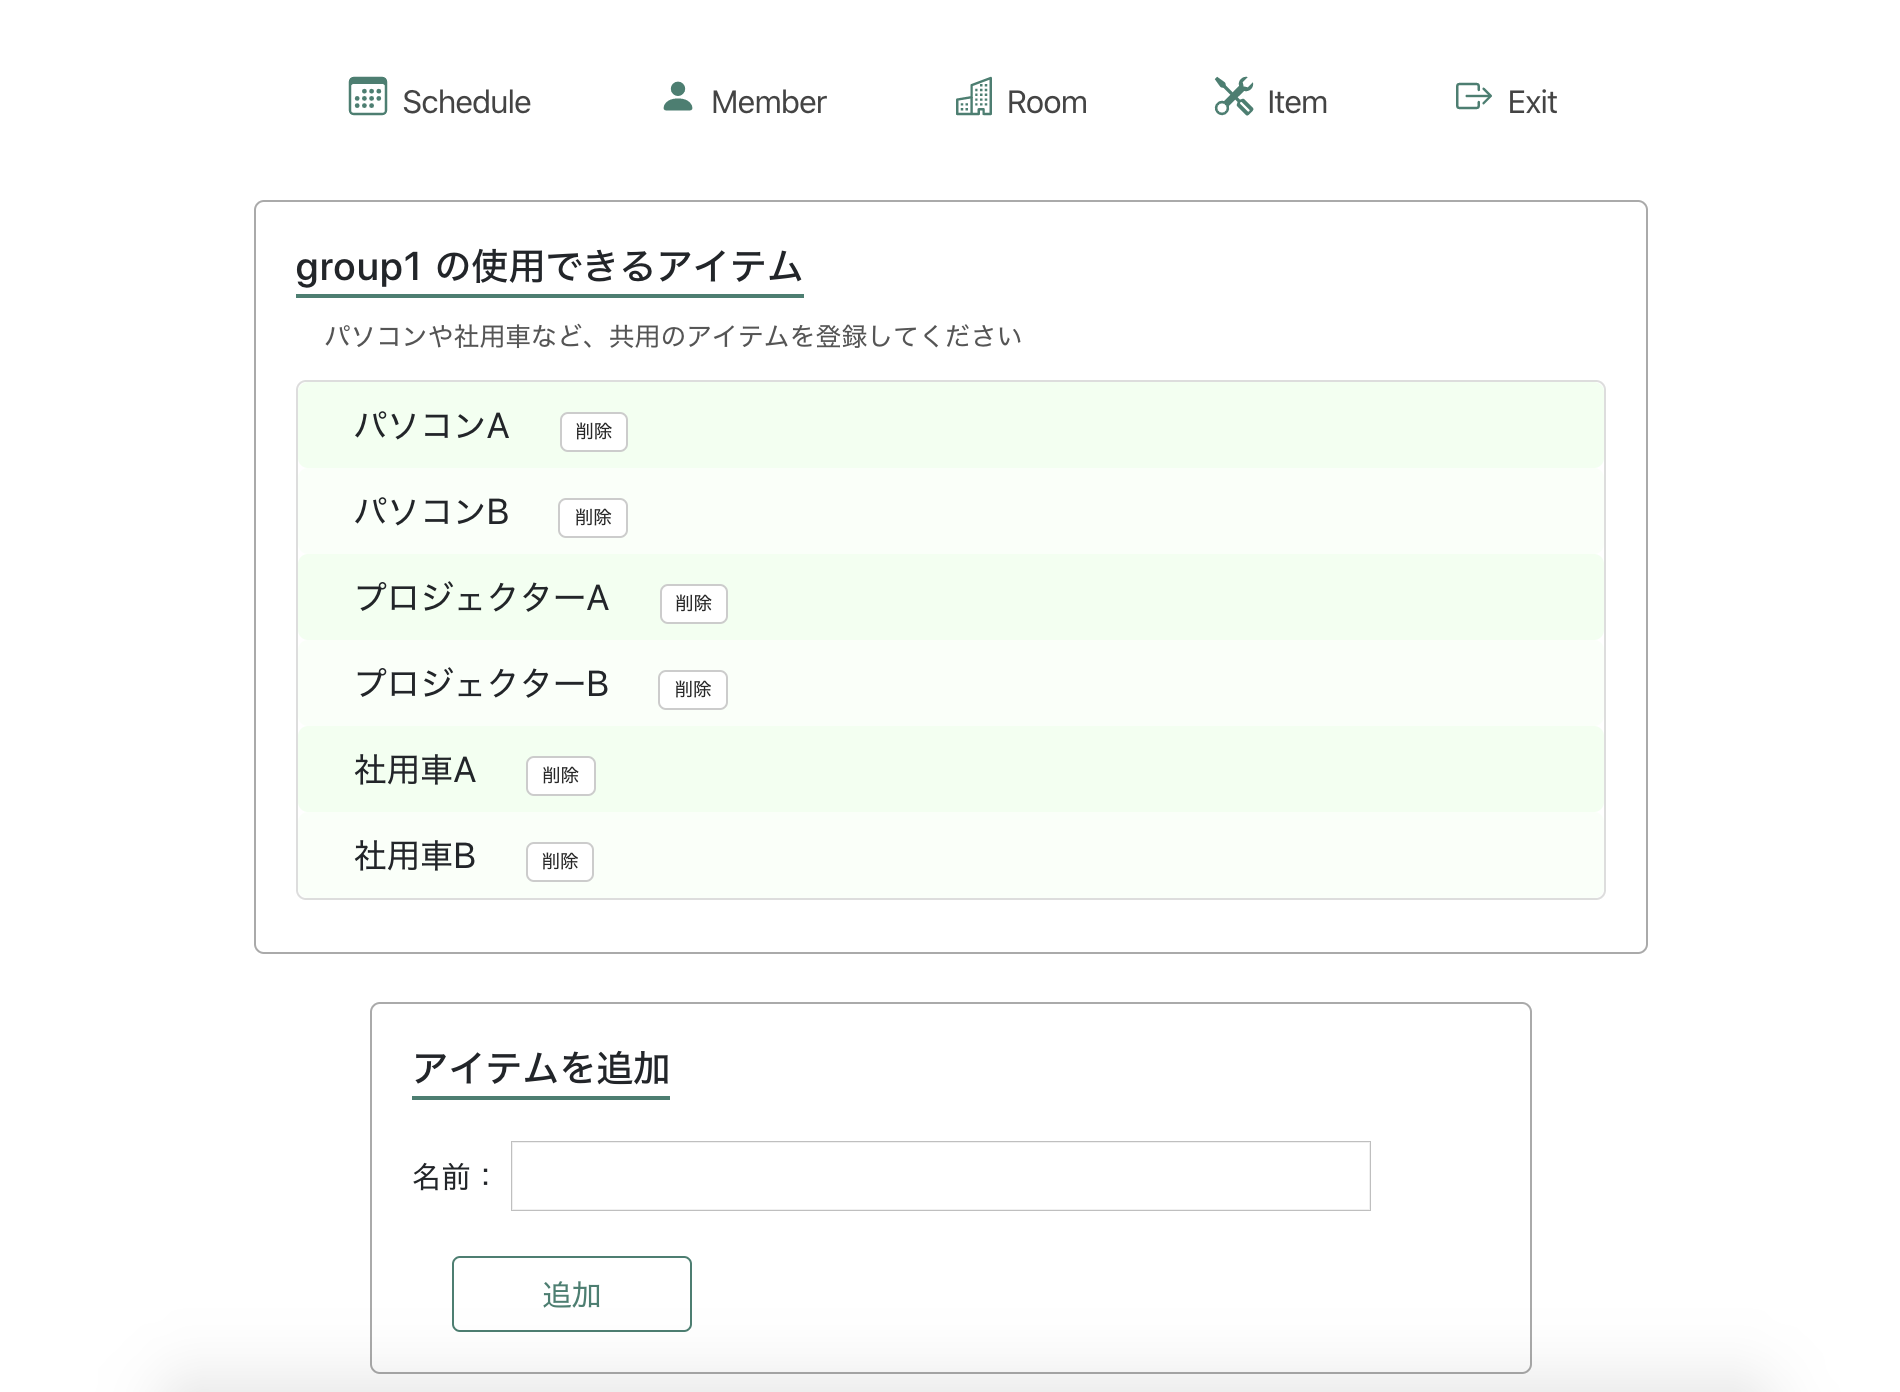 Schedule Member Room Item Exit
group1 の使用できるアイテム
パソコンや社用車など、共用のアイテムを登録してください
パソコンA 削除
パソコンB 削除
プロジェクターA 削除
プロジェクターB 削除
社用車A 削除
社用車B 削除
アイテムを追加
名前：
追加